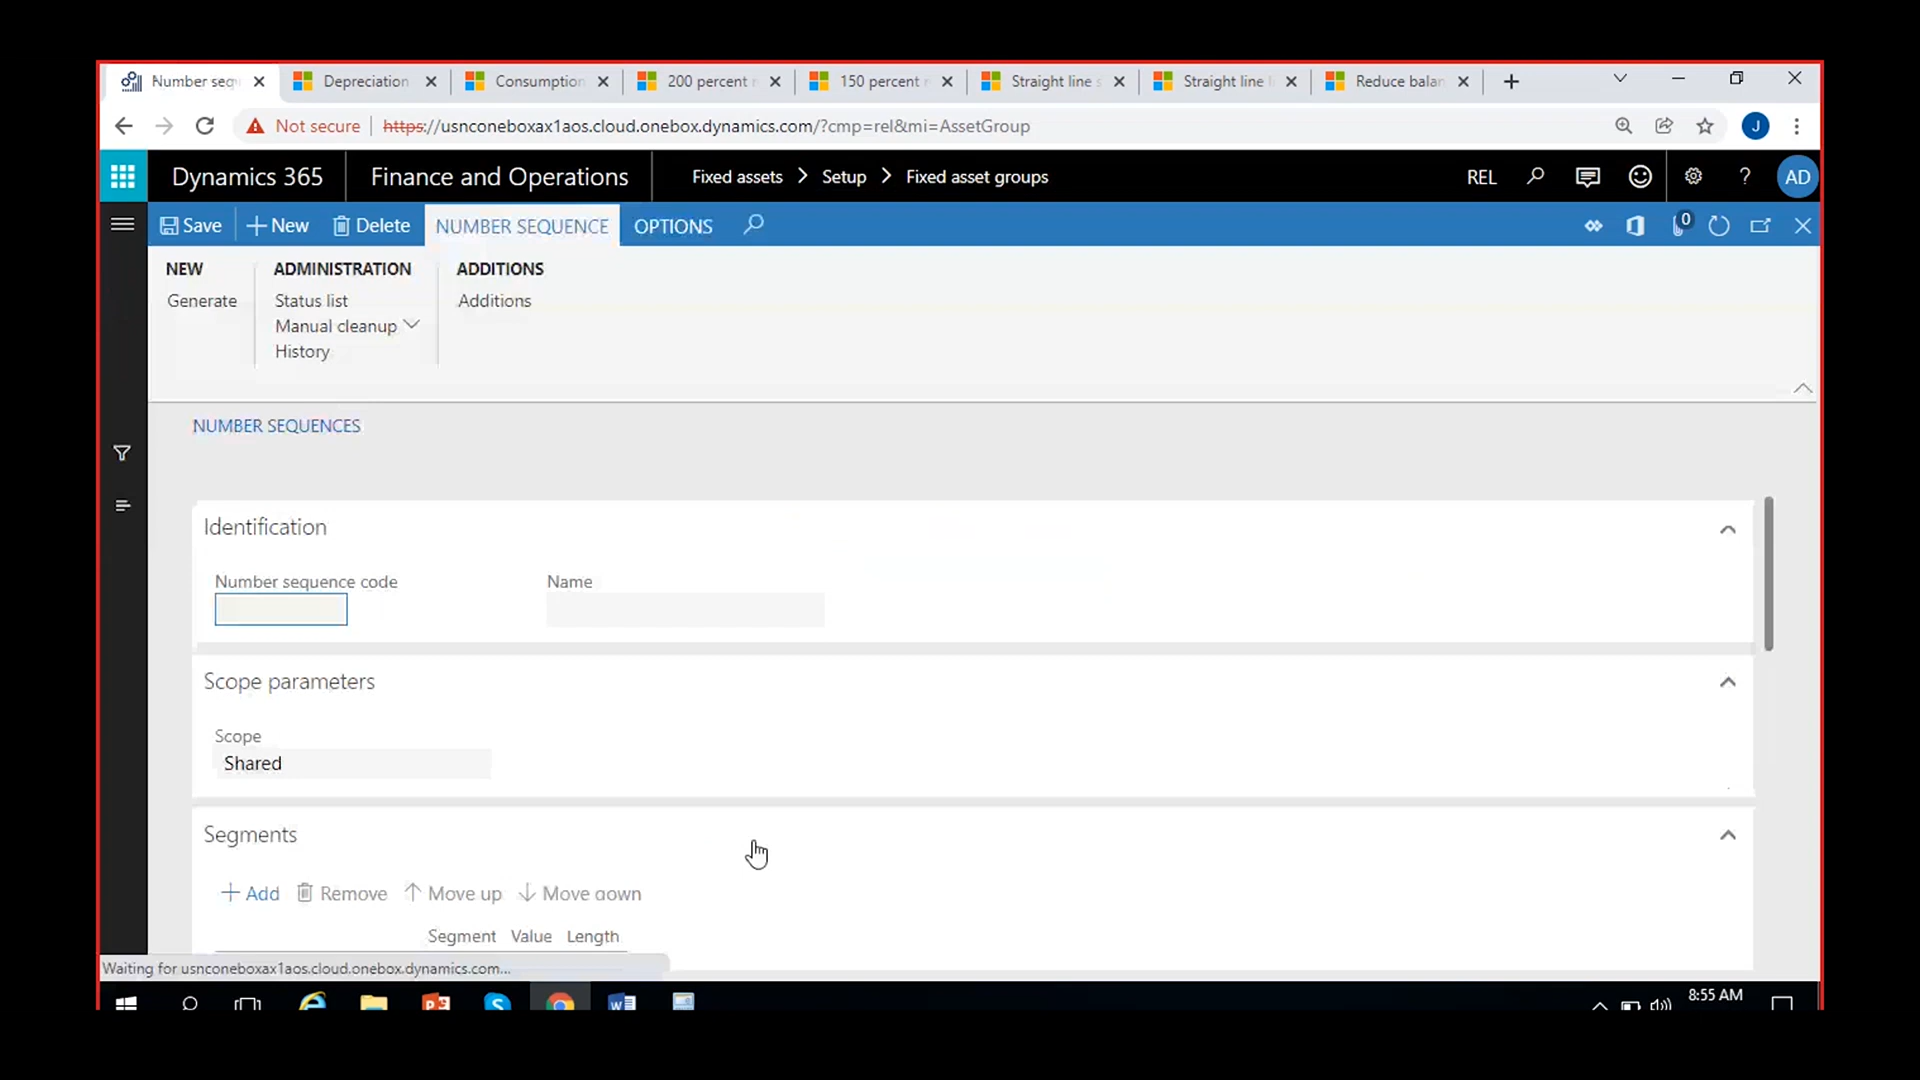 Number seq
Depreciation
Consumption
200 percent r
150 percent r
Straight line s
Straight line l
Reduce balan
Not secure
https://usnconeboxax1aos.cloud.onebox.dynamics.com/?cmp=rel&mi=AssetGroup
J
Dynamics 365
Finance and Operations
Fixed assets > Setup > Fixed asset groups
REL
?
AD
Save
New
Delete
NUMBER SEQUENCE
OPTIONS
0
NEW
Generate
ADMINISTRATION
Status list
Manual cleanup
History
ADDITIONS
Additions
NUMBER SEQUENCES
Identification
Number sequence code
Name
Scope parameters
Scope
Shared
Segments
Add
Remove
Move up
Move down
Segment Value Length
Waiting for usnconeboxax1aos.cloud.onebox.dynamics.com...
8:55 AM